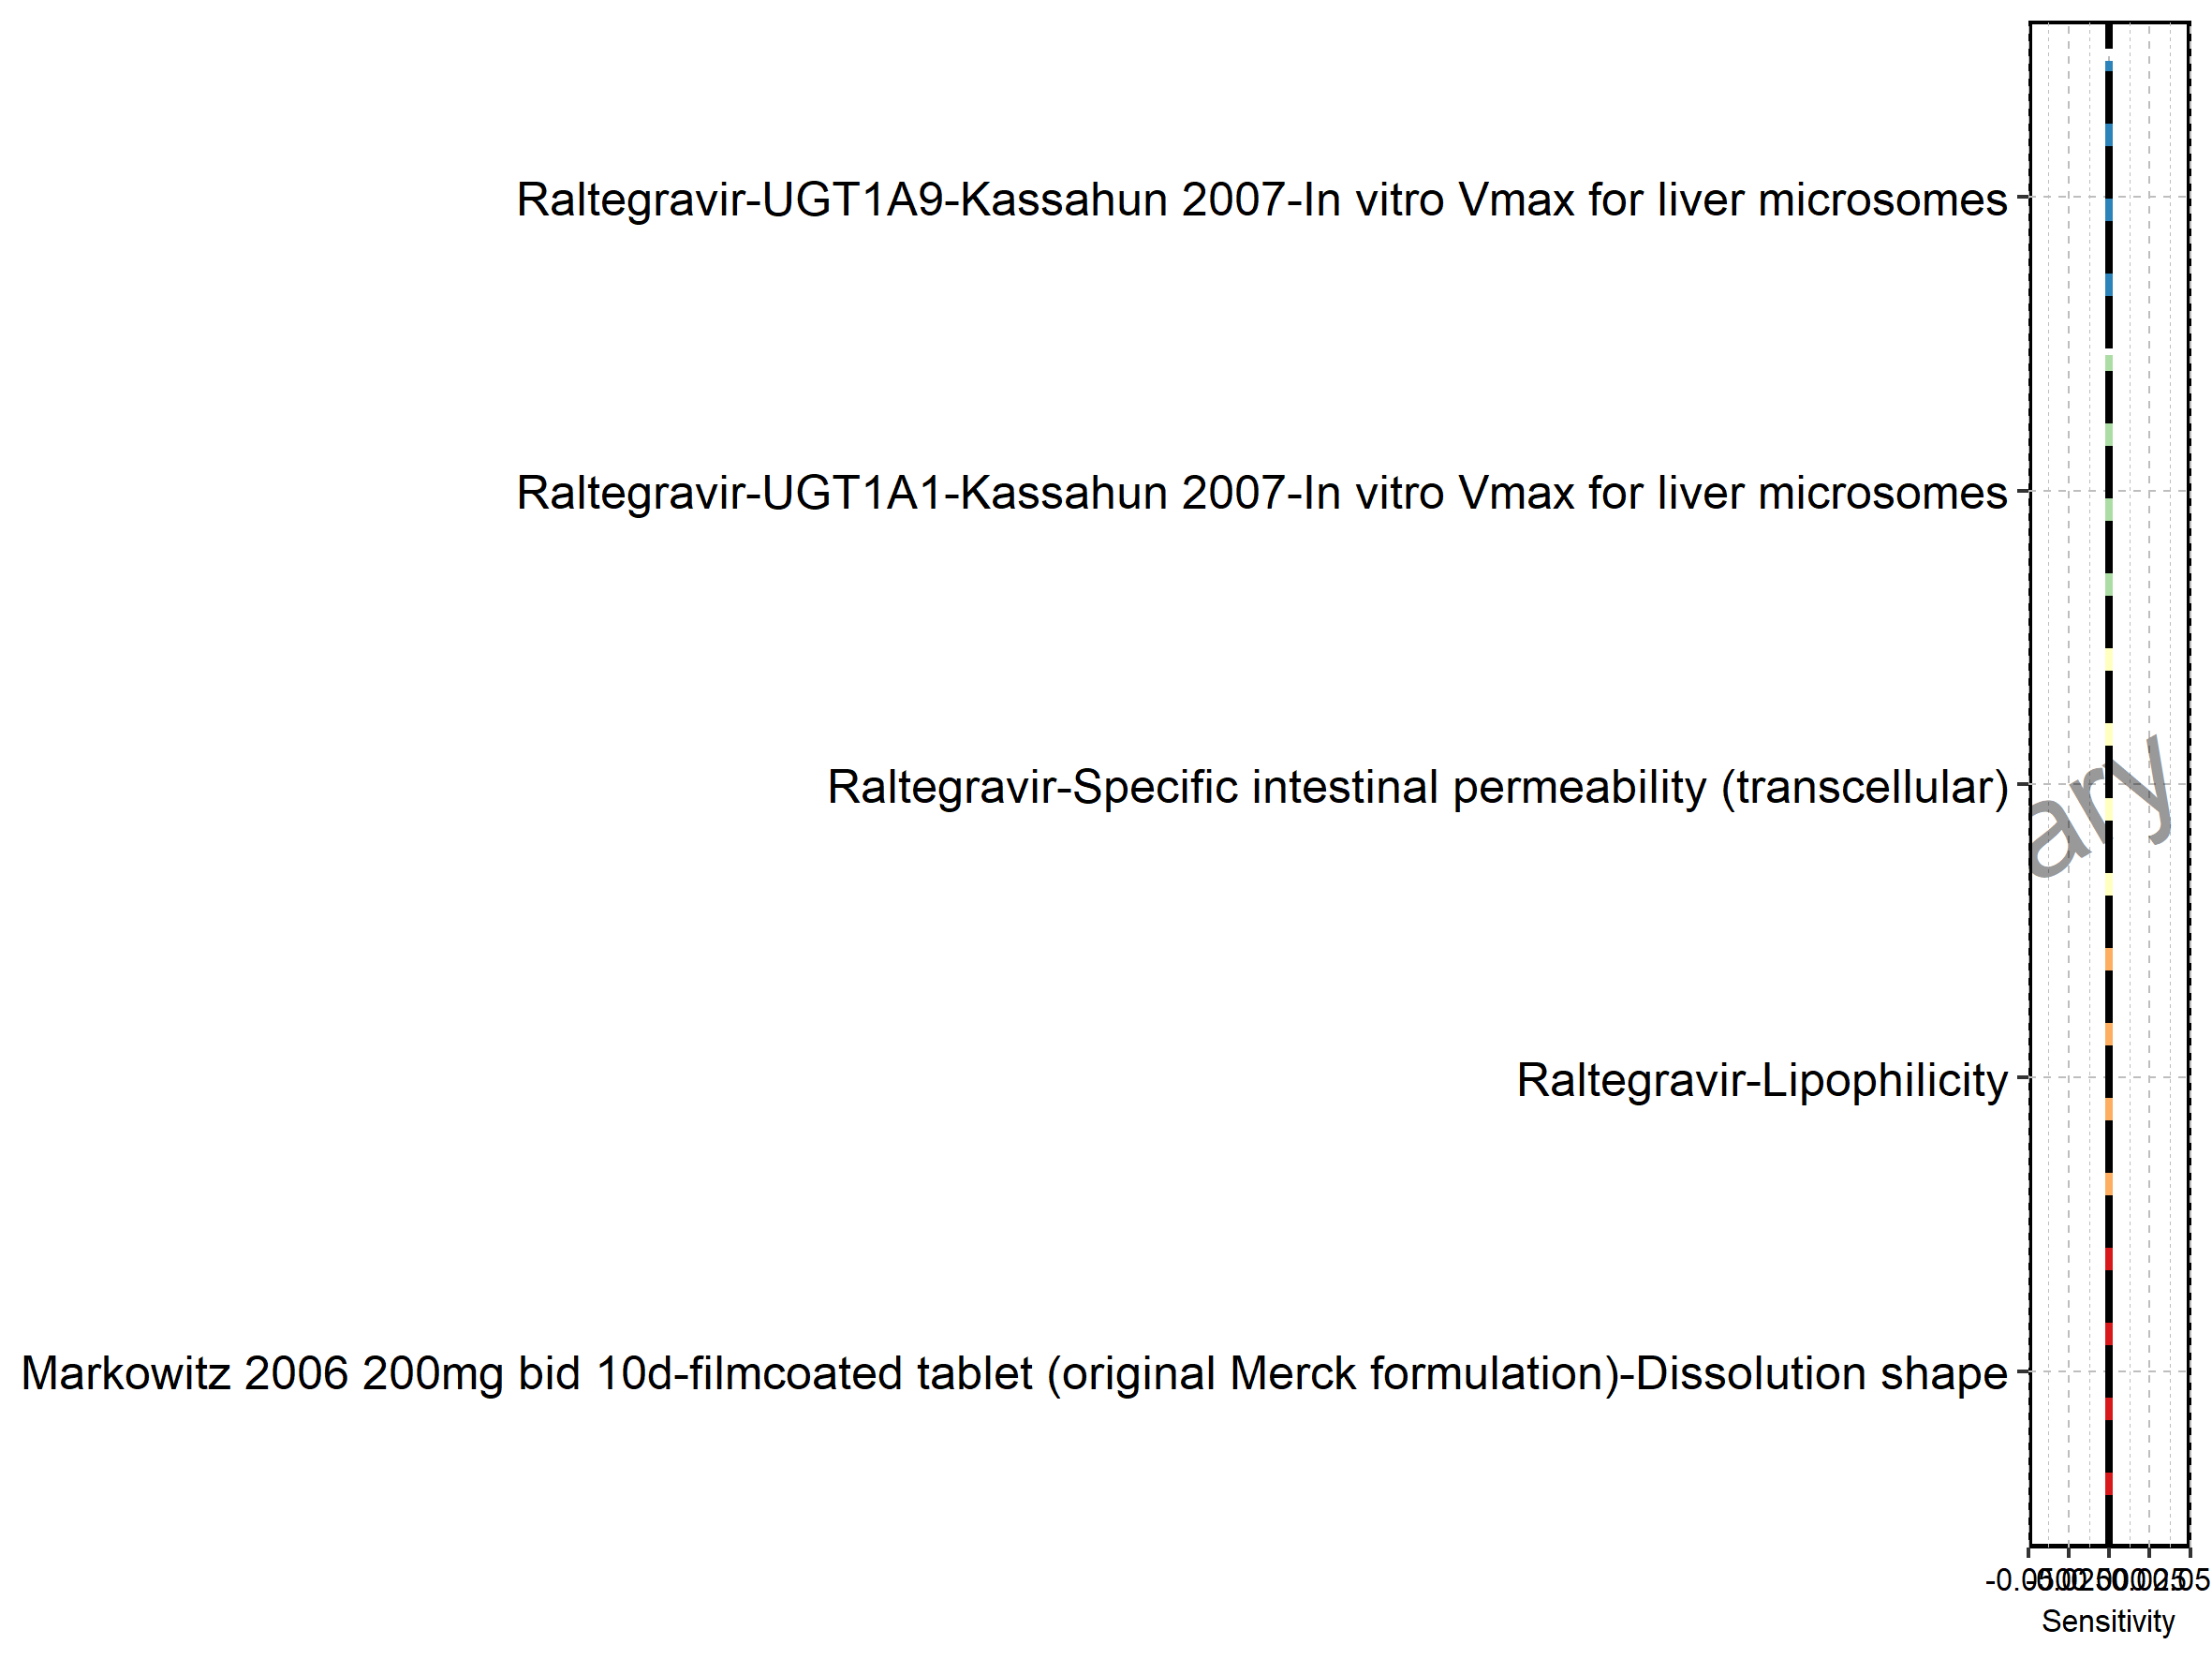 Raltegravir-UGT1A9-Kassahun 2007-In vitro Vmax for liver microsomes
Raltegravir-UGT1A1-Kassahun 2007-In vitro Vmax for liver microsomes
Raltegravir-Specific intestinal permeability (transcellular)
ary
Raltegravir-Lipophilicity
Markowitz 2006 200mg bid 10d-filmcoated tablet (original Merck formulation)-Dissolution shape
Sensitivity